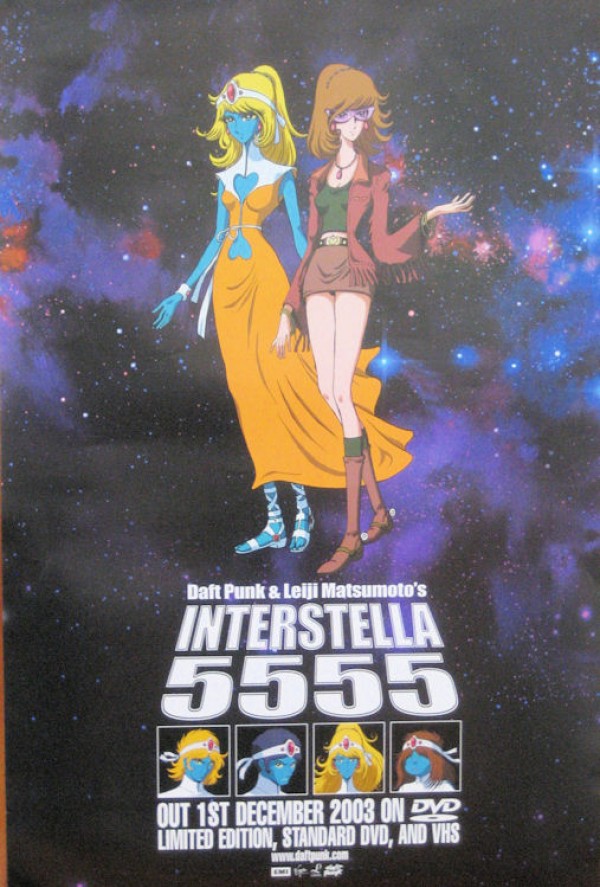 Daft Punk & Leiji Matsumoto's
INTERSTELLA
5555
OUT 1ST DECEMBER 2003 ON DVD
LIMITED EDITION, STANDARD DVD, AND VHS
www.daftpunk.com
EMI